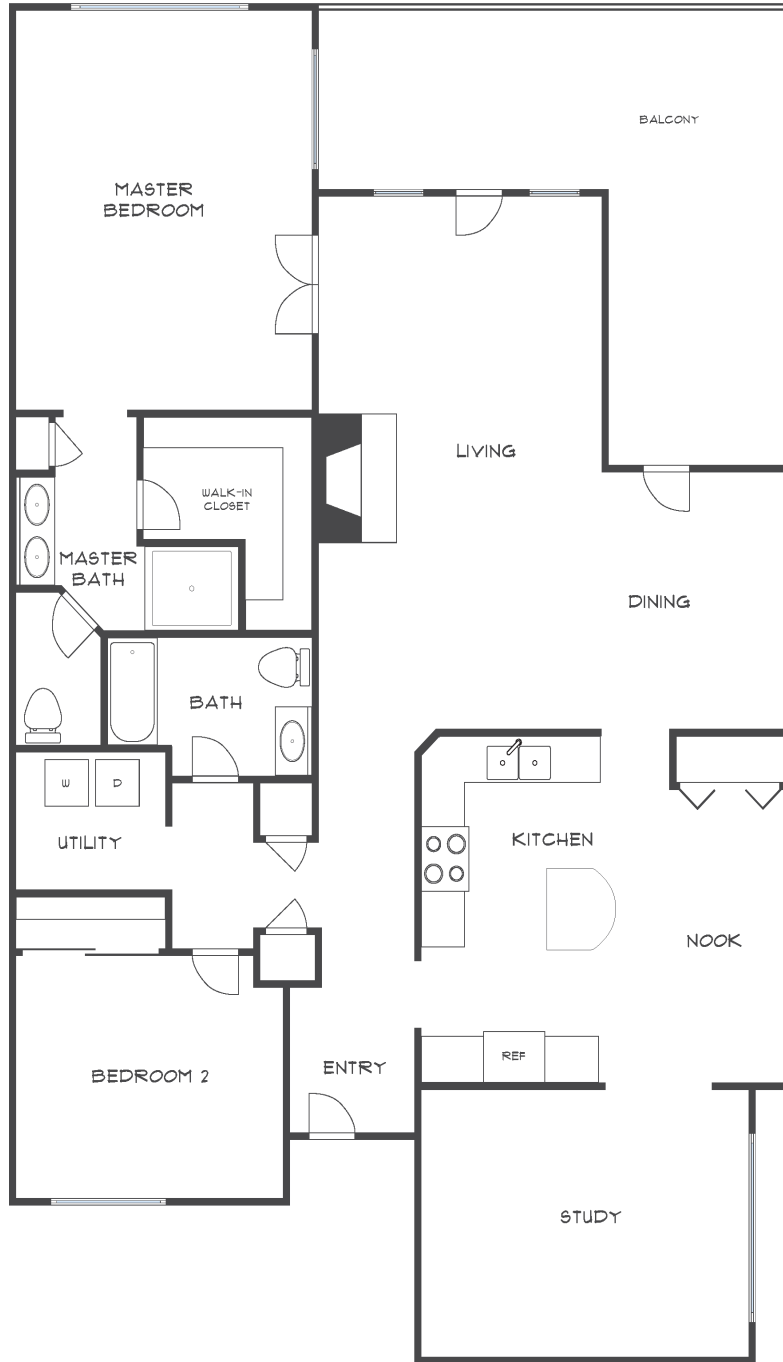 BALCONY
MASTER
BEDROOM
LIVING
WALK-IN
CLOSET
MASTER
BATH
DINING
BATH
W
D
UTILITY
KITCHEN
NOOK
REF
ENTRY
BEDROOM 2
STUDY